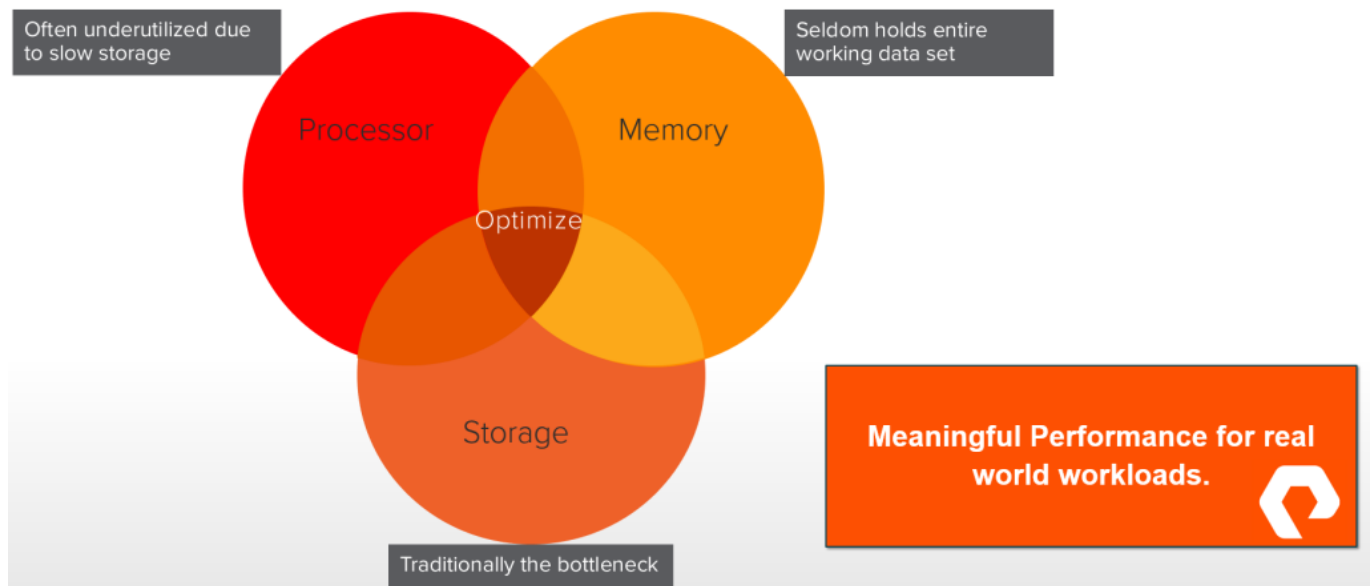 Often underutilized due
to slow storage
Seldom holds entire
working data set
Processor
Memory
Optimize
Storage
Meaningful Performance for real
world workloads.
Traditionally the bottleneck